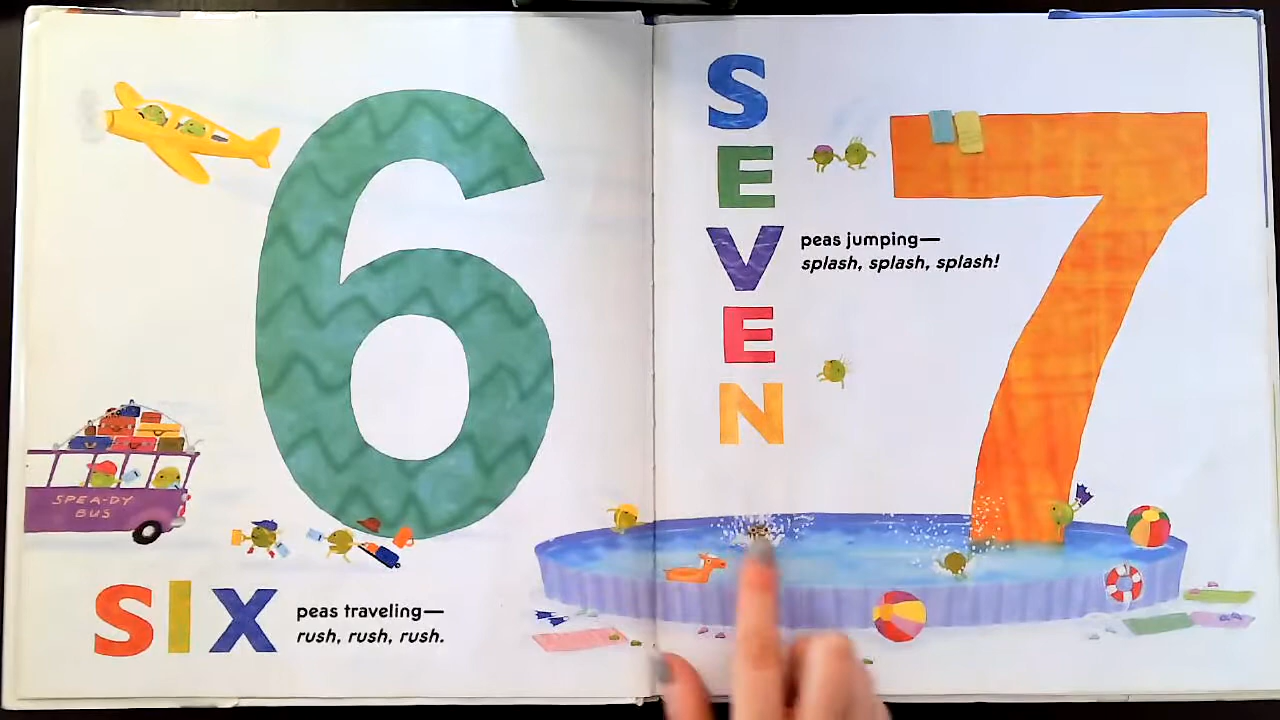 6
SPEA-DY
BUS
SIX
peas traveling—
rush, rush, rush.
SEVEN
7
peas jumping—
splash, splash, splash!